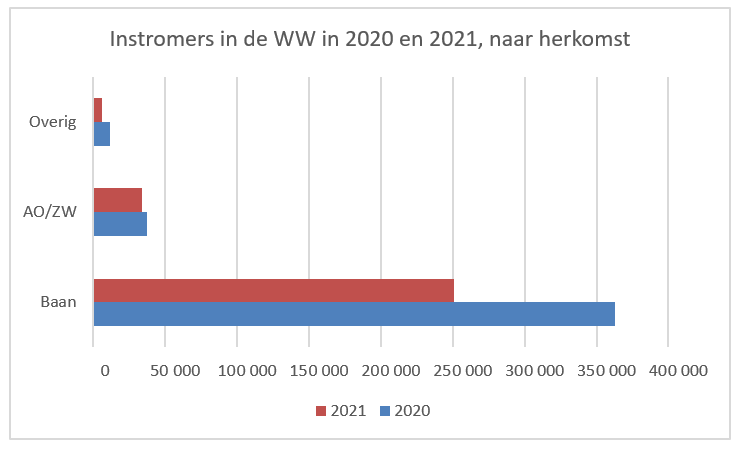 Instromers in de WW in 2020 en 2021, naar herkomst
Overig
AO/ZW
Baan
0 50 000 100 000 150 000 200 000 250 000 300 000 350 000 400 000
2021 2020